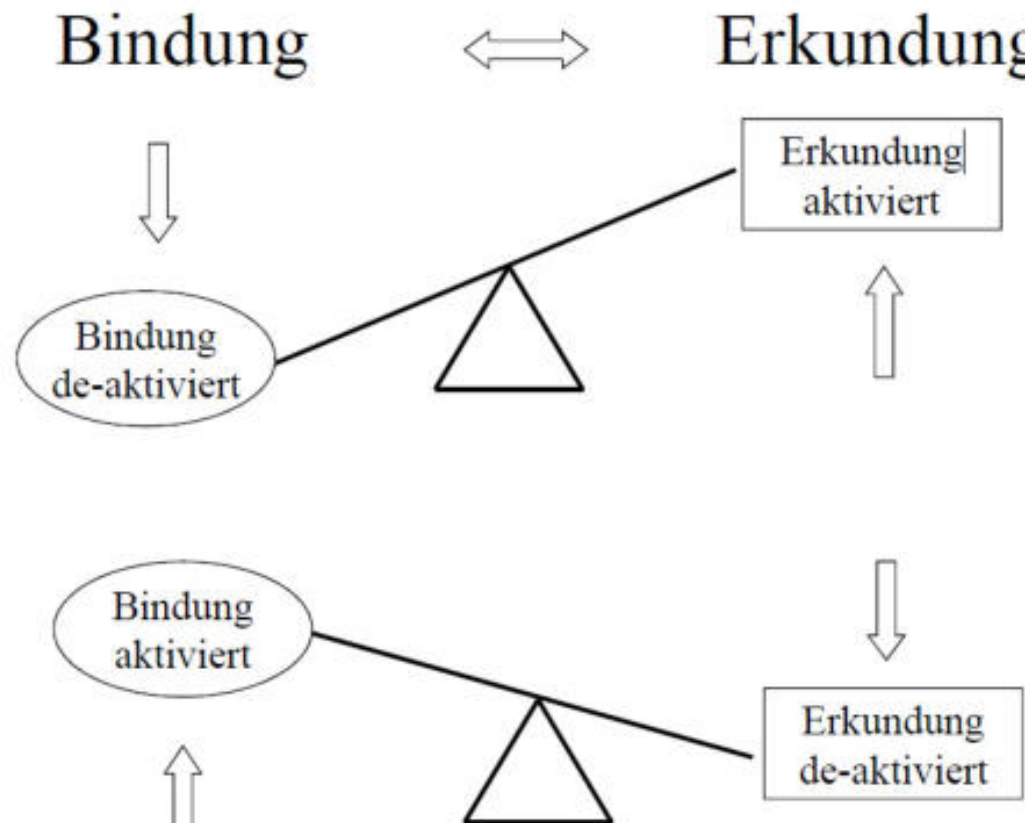 Bindung
Erkundung
Erkundung
aktiviert
Bindung
de-aktiviert
Bindung
aktiviert
Erkundung
de-aktiviert